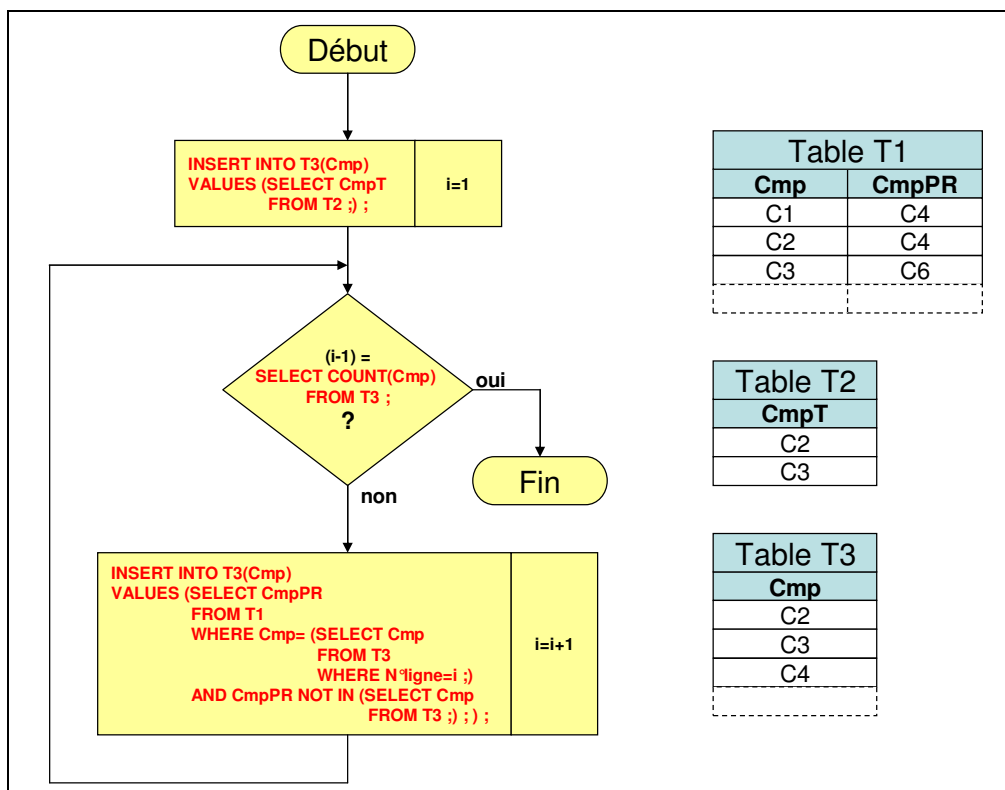 Début
INSERT INTO T3(Cmp)
VALUES (SELECT CmpT
FROM T2 ;) ;
i=1
(i-1) =
SELECT COUNT(Cmp)
FROM T3 ;
?
oui
Fin
non
INSERT INTO T3(Cmp)
VALUES (SELECT CmpPR
FROM T1
WHERE Cmp= (SELECT Cmp
FROM T3
WHERE N°ligne=i ;)
AND CmpPR NOT IN (SELECT Cmp
FROM T3 ;) ; ) ;
i=i+1
Table T1
Cmp CmpPR
C1 C4
C2 C4
C3 C6
Table T2
CmpT
C2
C3
Table T3
Cmp
C2
C3
C4